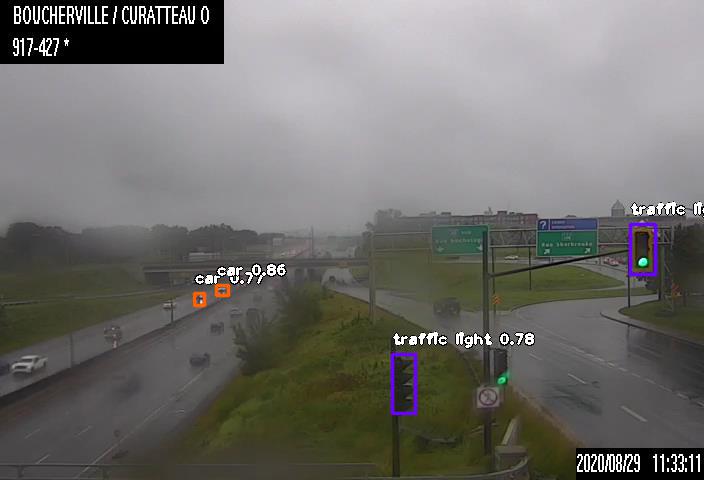 BOUCHERVILLE / CURATTEAU O
917-427 *
traffic lig
car 0.86
car 0.77
Rue Sherbrooke
traffic light 0.78
2020/08/29 11:33:11